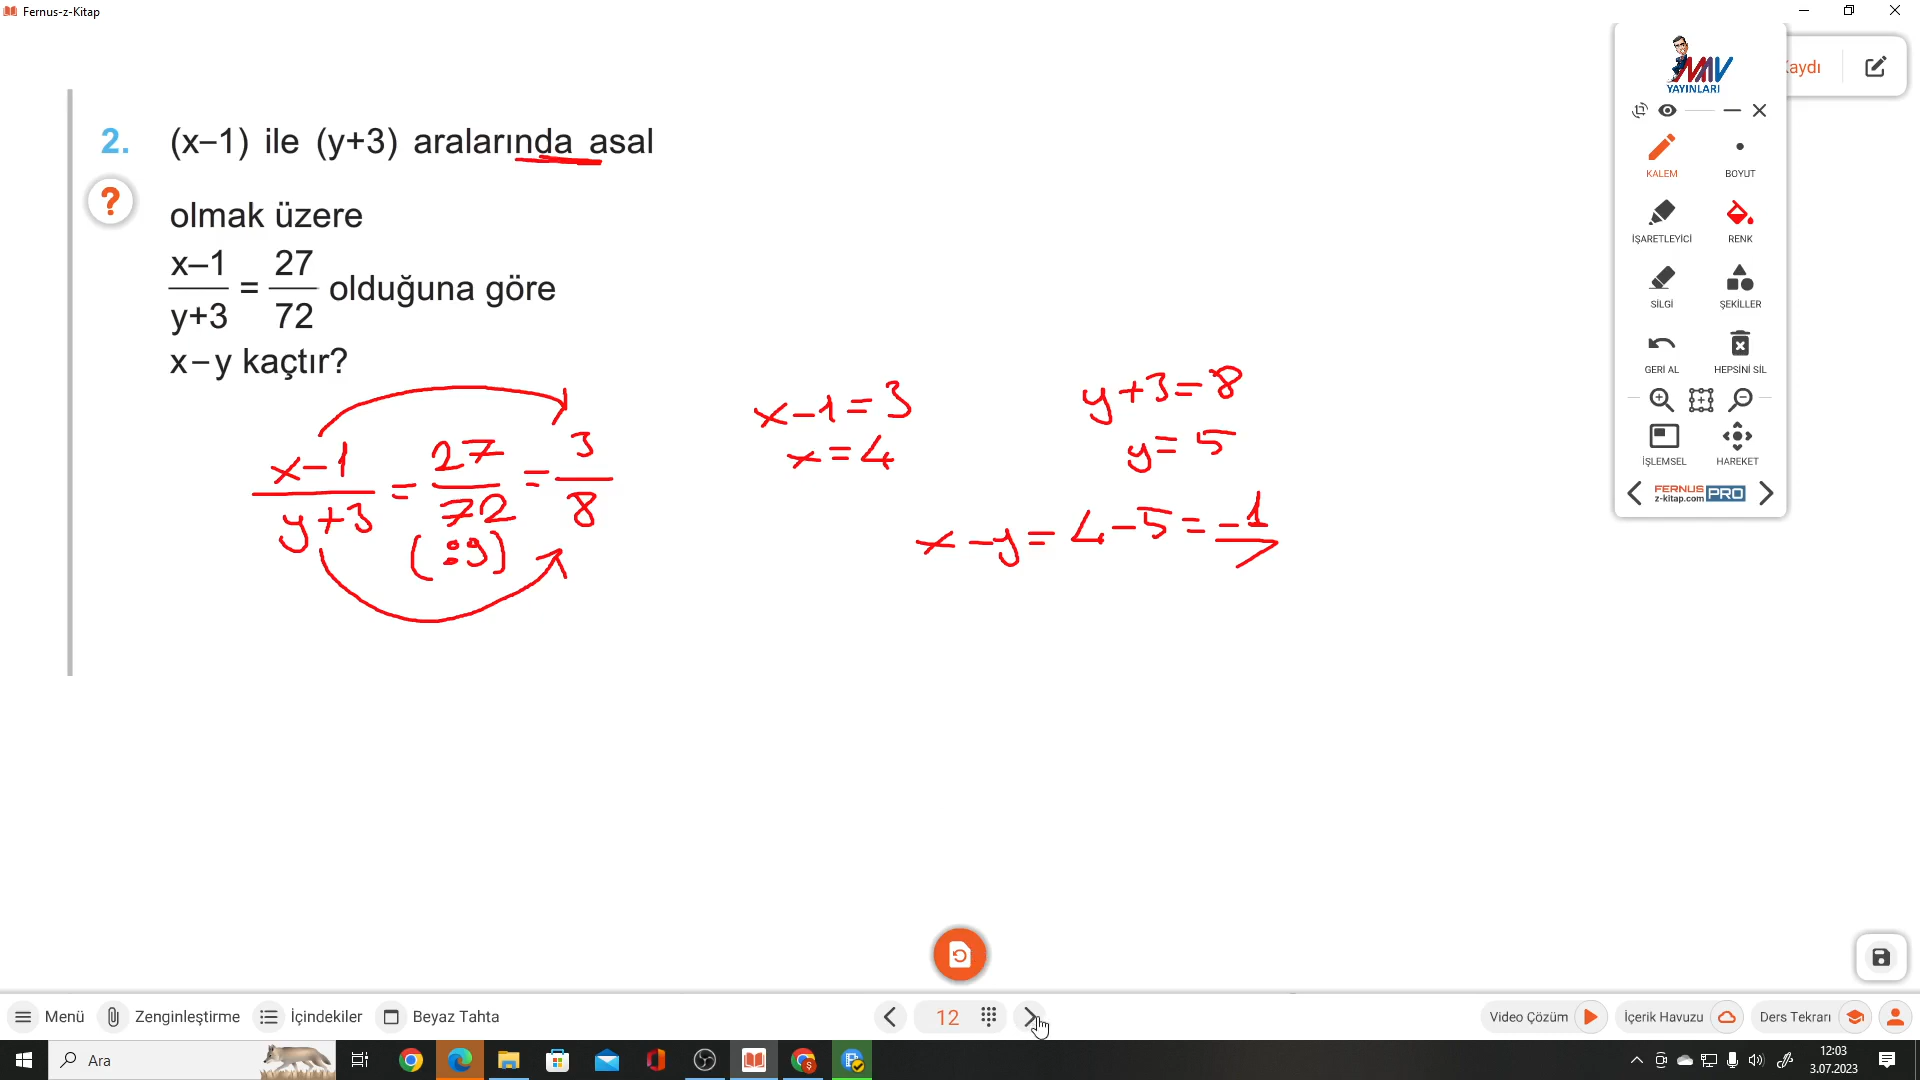 Fernus-z-Kitap
MAV
YAYINLARI
Kaydı
2. (x–1) ile (y+3) aralarında asal
olmak üzere
x–1 / y+3 = 27 / 72 olduğuna göre
x–y kaçtır?
x-1 / y+3 = 27 / 72 = 3 / 8
(:9)
x-1=3
x=4
y+3=8
y=5
x-y=4-5=-1
KALEM BOYUT
İŞARETLEYİCİ RENK
SİLGİ ŞEKİLLER
GERİ AL HEPSİNİ SİL
İŞLEMSEL HAREKET
FERNUS PRO
z-kitap.com
Menü Zenginleştirme İçindekiler Beyaz Tahta 12 Video Çözüm İçerik Havuzu Ders Tekrarı
Ara
12:03
3.07.2023